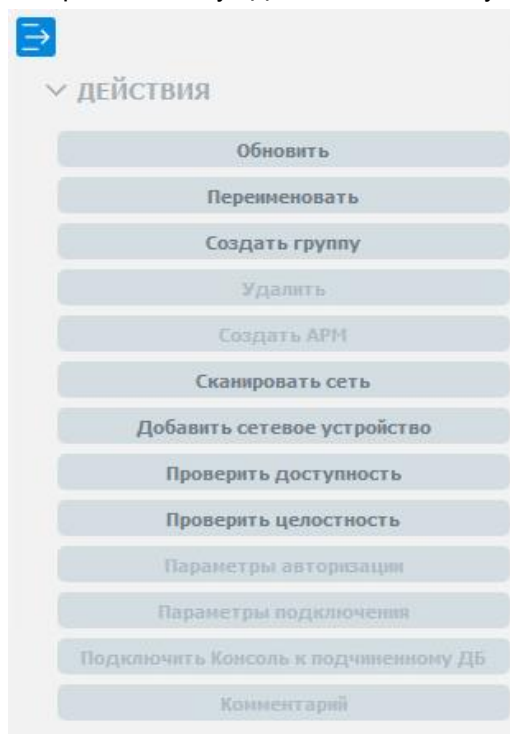 ДЕЙСТВИЯ
Обновить
Переименовать
Создать группу
Удалить
Создать АРМ
Сканировать сеть
Добавить сетевое устройство
Проверить доступность
Проверить целостность
Параметры авторизации
Параметры подключения
Подключить Консоль к подчиненному ДБ
Комментарий